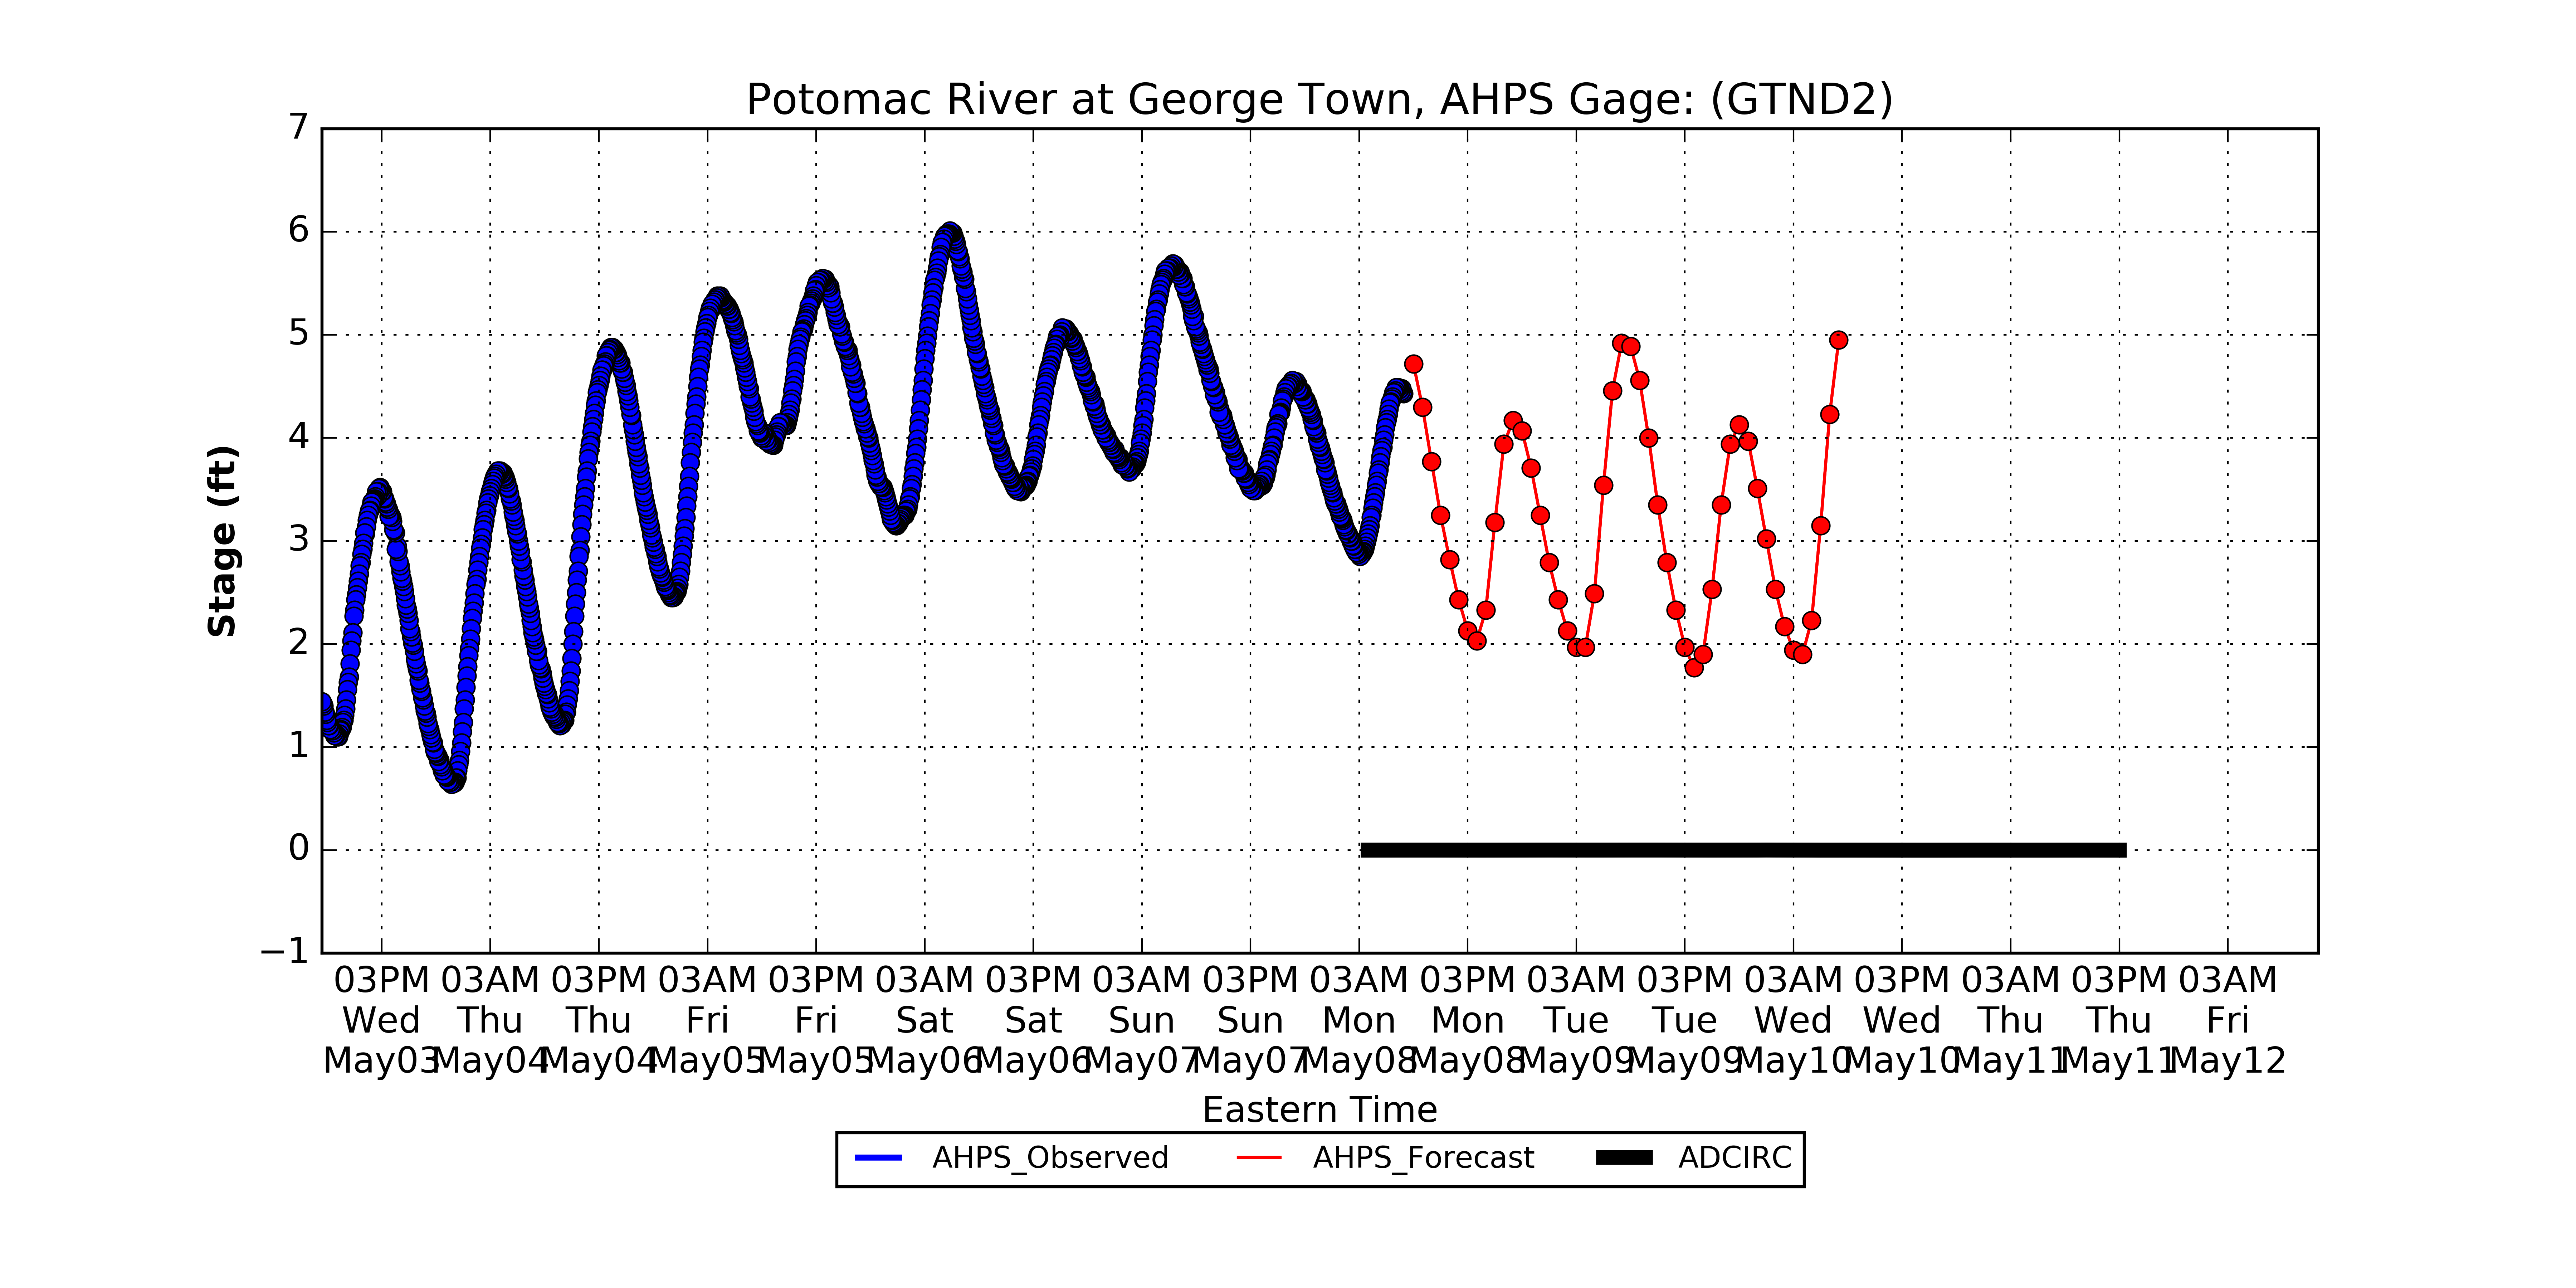 Potomac River at George Town, AHPS Gage: (GTND2)
7
6
5
4
3
2
1
0
−1
Stage (ft)
03PM 03AM 03PM 03AM 03PM 03AM 03PM 03AM 03PM 03AM 03PM 03AM 03PM 03AM 03PM 03AM 03PM 03AM
Wed Thu Thu Fri Fri Sat Sat Sun Sun Mon Mon Tue Tue Wed Wed Thu Thu Fri
May03 May04 May04 May05 May05 May06 May06 May07 May07 May08 May08 May09 May09 May10 May10 May11 May11 May12
Eastern Time
AHPS_Observed AHPS_Forecast ADCIRC